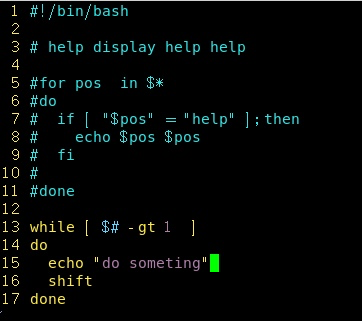 1 #!/bin/bash
2
3 # help display help help
4
5 #for pos  in $*
6 #do
7 #  if [ "$pos" = "help" ];then
8 #    echo $pos $pos
9 #  fi
10 #
11 #done
12
13 while [ $# -gt 1  ]
14 do
15   echo "do someting"
16   shift
17 done
~